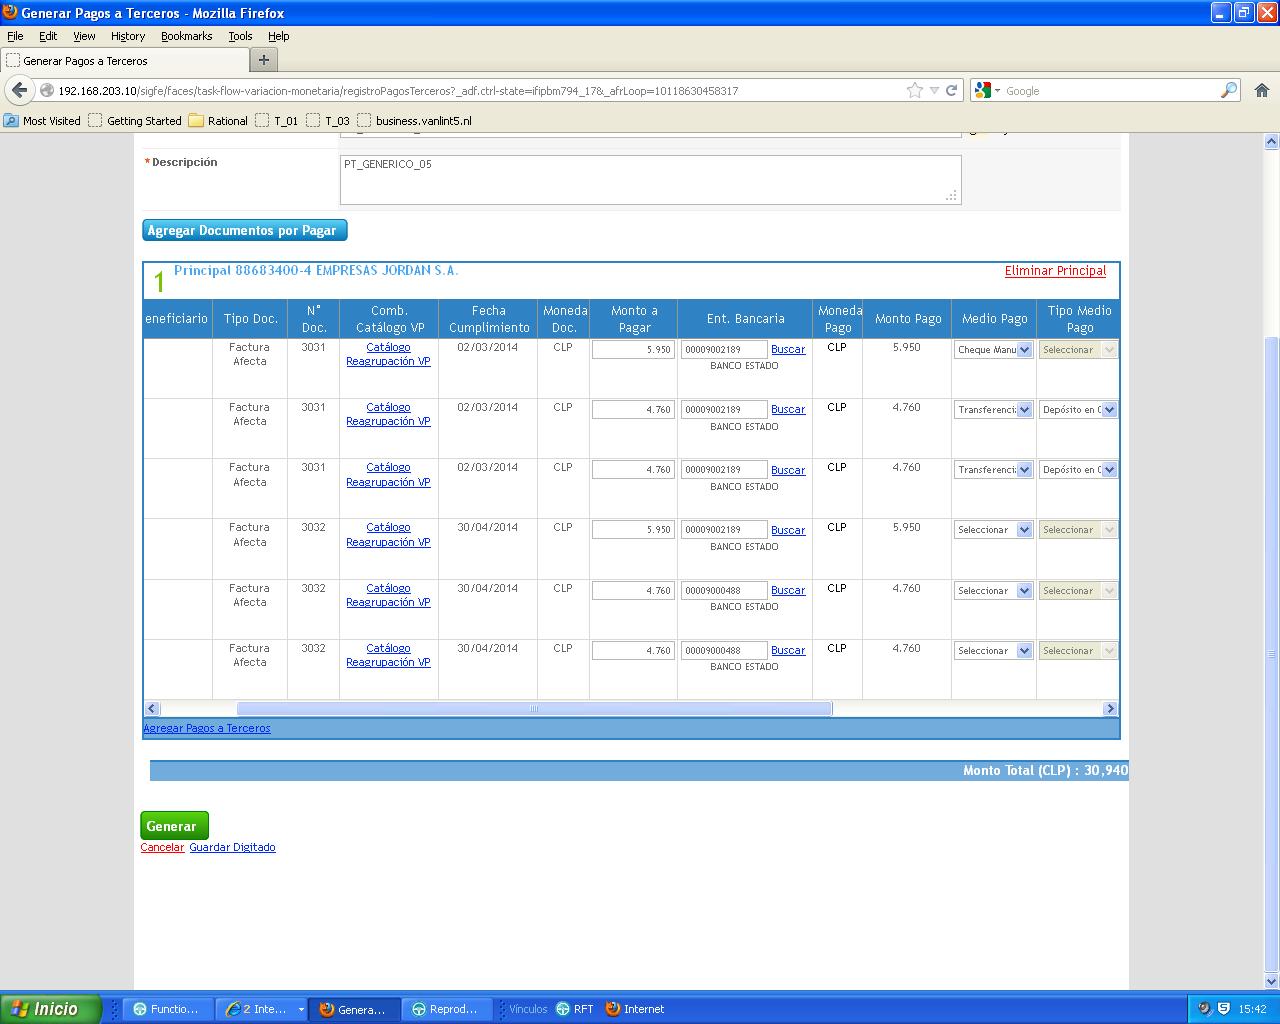 Generar Pagos a Terceros - Mozilla Firefox
File Edit View History Bookmarks Tools Help
Generar Pagos a Terceros
192.168.203.10/sigfe/faces/task-flow-variacion-monetaria/registroPagosTerceros?_adf.ctrl-state=ifipbm794_17&_afrLoop=10118630458317
Google
Most Visited Getting Started Rational T_01 T_03 business.vanlint5.nl
* Descripción PT_GENERICO_05
Agregar Documentos por Pagar
1 Principal 88683400-4 EMPRESAS JORDAN S.A. Eliminar Principal
eneficiario Tipo Doc. N° Doc. Comb. Catálogo VP Fecha Cumplimiento Moneda Doc. Monto a Pagar Ent. Bancaria Moneda Pago Monto Pago Medio Pago Tipo Medio Pago
Factura Afecta 3031 Catálogo Reagrupación VP 02/03/2014 CLP 5.950 00009002189 Buscar BANCO ESTADO CLP 5.950 Cheque Manu Seleccionar
Factura Afecta 3031 Catálogo Reagrupación VP 02/03/2014 CLP 4.760 00009002189 Buscar BANCO ESTADO CLP 4.760 Transferenci Depósito en C
Factura Afecta 3031 Catálogo Reagrupación VP 02/03/2014 CLP 4.760 00009002189 Buscar BANCO ESTADO CLP 4.760 Transferenci Depósito en C
Factura Afecta 3032 Catálogo Reagrupación VP 30/04/2014 CLP 5.950 00009002189 Buscar BANCO ESTADO CLP 5.950 Seleccionar Seleccionar
Factura Afecta 3032 Catálogo Reagrupación VP 30/04/2014 CLP 4.760 00009000488 Buscar BANCO ESTADO CLP 4.760 Seleccionar Seleccionar
Factura Afecta 3032 Catálogo Reagrupación VP 30/04/2014 CLP 4.760 00009000488 Buscar BANCO ESTADO CLP 4.760 Seleccionar Seleccionar
Agregar Pagos a Terceros
Monto Total (CLP) : 30,940
Generar
Cancelar Guardar Digitado
Inicio Functio... 2 Inte... Genera... Reprod... Vínculos RFT Internet 15:42